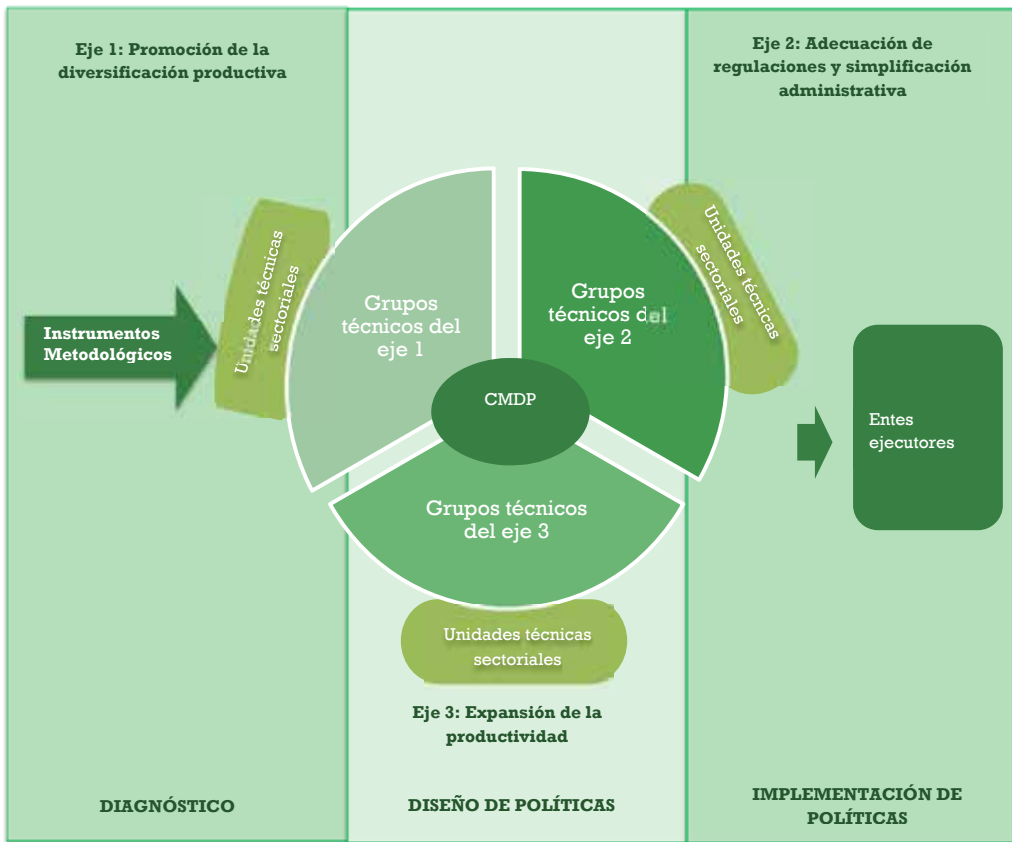 Eje 1: Promoción de la
diversificación productiva
Eje 2: Adecuación de
regulaciones y simplificación
administrativa
Instrumentos
Metodológicos
Unidades técnicas
sectoriales
Grupos
técnicos del
eje 1
Grupos
técnicos del
eje 2
Unidades técnicas
sectoriales
CMDP
Entes
ejecutores
Grupos técnicos
del eje 3
Unidades técnicas
sectoriales
Eje 3: Expansión de la
productividad
DIAGNÓSTICO
DISEÑO DE POLÍTICAS
IMPLEMENTACIÓN DE
POLÍTICAS